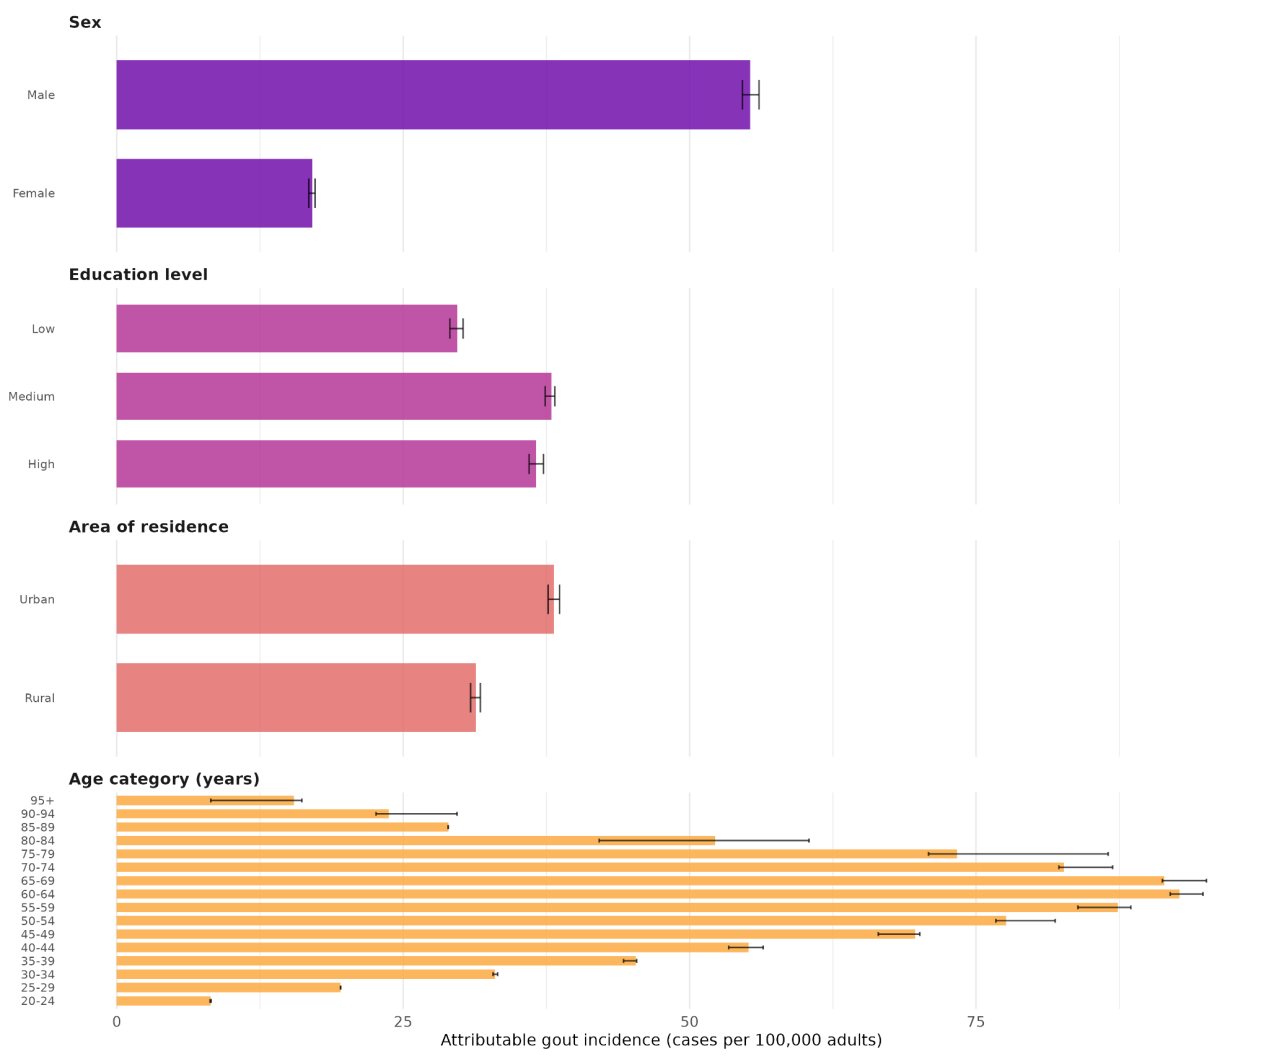 Sex
Male
Female
Education level
Low
Medium
High
Area of residence
Urban
Rural
Age category (years)
95+
90-94
85-89
80-84
75-79
70-74
65-69
60-64
55-59
50-54
45-49
40-44
35-39
30-34
25-29
20-24
0 25 50 75
Attributable gout incidence (cases per 100,000 adults)